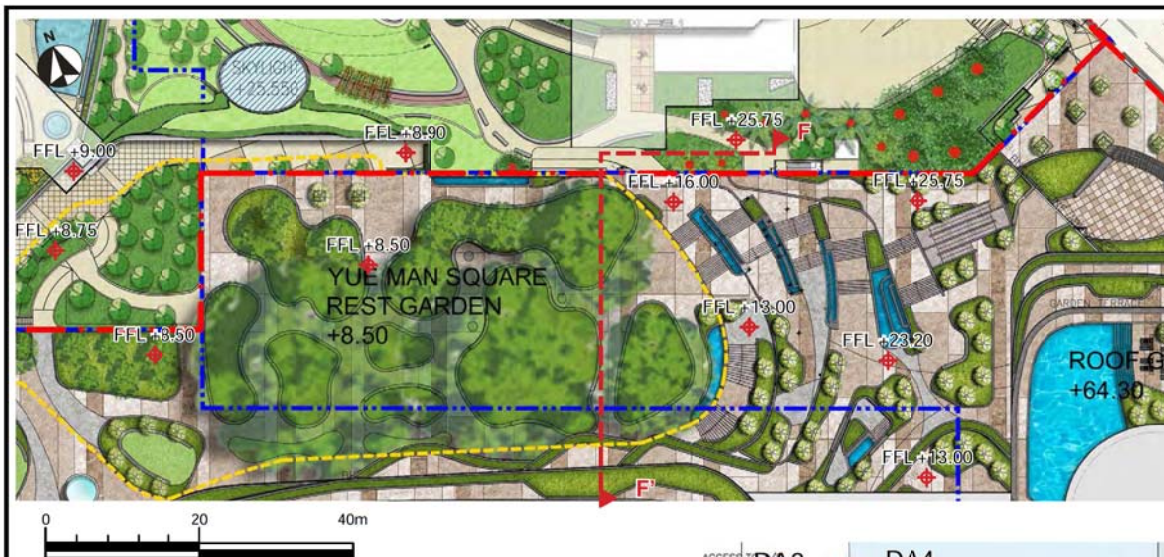 N
SKYLIGHT
+25.550
FFL +9.00
FFL +8.90
FFL +25.75
F
FFL +16.00
FFL +25.75
FFL +8.75
FFL +8.50
YUE MAN SQUARE
REST GARDEN
+8.50
FFL +13.00
GARDEN TERRACE
FFL +8.50
FFL +23.20
ROOF G
+64.30
FFL +13.00
F'
0 20 40m
DA4